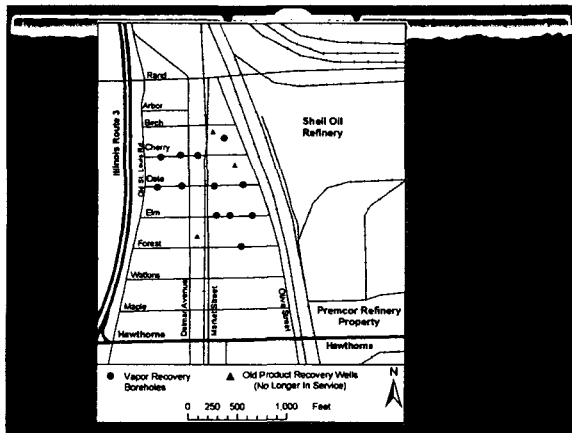 Rand
Arbor
Birch
Shell Oil
Refinery
Illinois Route 3
Old St. Louis Rd.
Cherry
Date
Elm
Forest
Watkins
Delmar Avenue
Market Street
Olive Street
Maple
Premcor Refinery
Property
Hawthorne
Hawthorne
Vapor Recovery
Boreholes
Old Product Recovery Wells
(No Longer In Service)
N
0 250 500 1,000
Feet